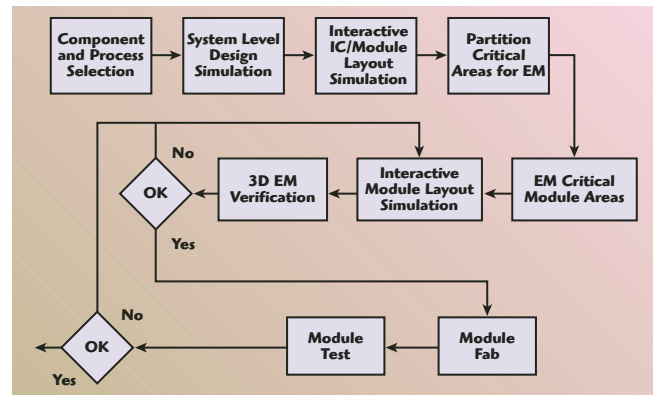 Component
and Process
Selection
System Level
Design
Simulation
Interactive
IC/Module
Layout
Simulation
Partition
Critical
Areas for EM
No
OK
3D EM
Verification
Interactive
Module Layout
Simulation
EM Critical
Module Areas
Yes
No
OK
Module
Test
Module
Fab
Yes